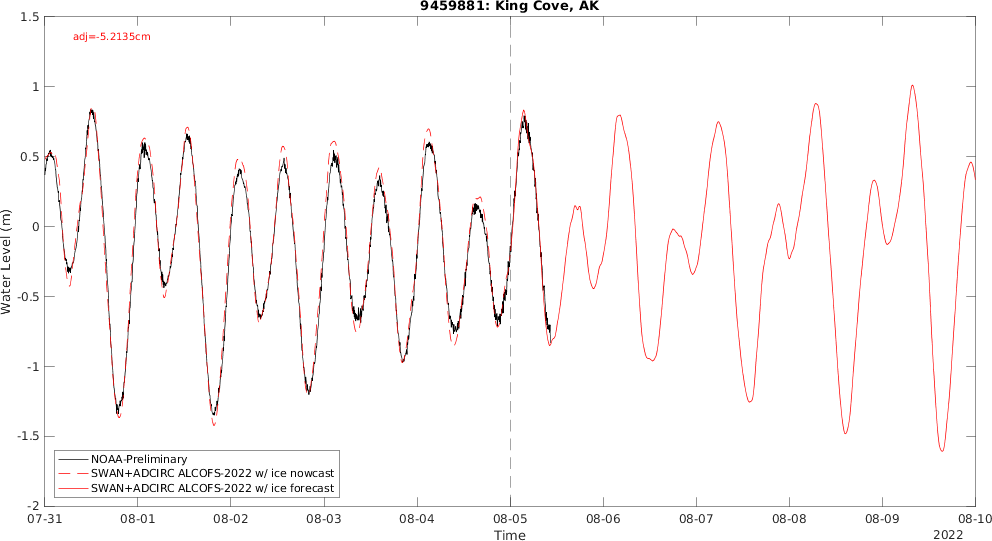 9459881: King Cove, AK
adj=-5.2135cm
1.5
1
0.5
0
-0.5
-1
-1.5
-2
Water Level (m)
NOAA-Preliminary
SWAN+ADCIRC ALCOFS-2022 w/ ice nowcast
SWAN+ADCIRC ALCOFS-2022 w/ ice forecast
07-31 08-01 08-02 08-03 08-04 08-05 08-06 08-07 08-08 08-09 08-10
Time
2022